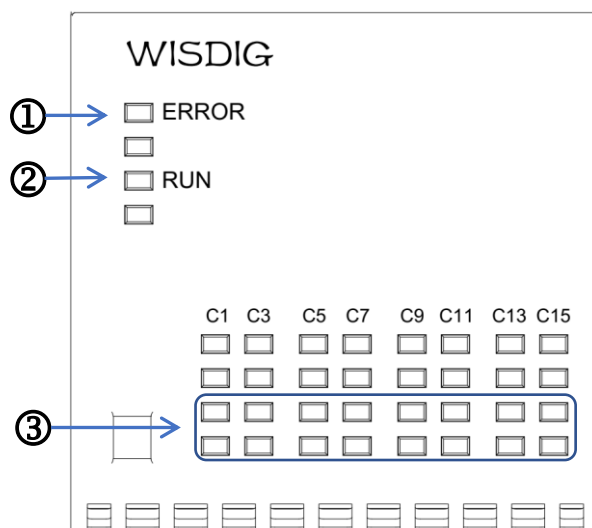 WISDIG
① ERROR
② RUN
C1 C3 C5 C7 C9 C11 C13 C15
③